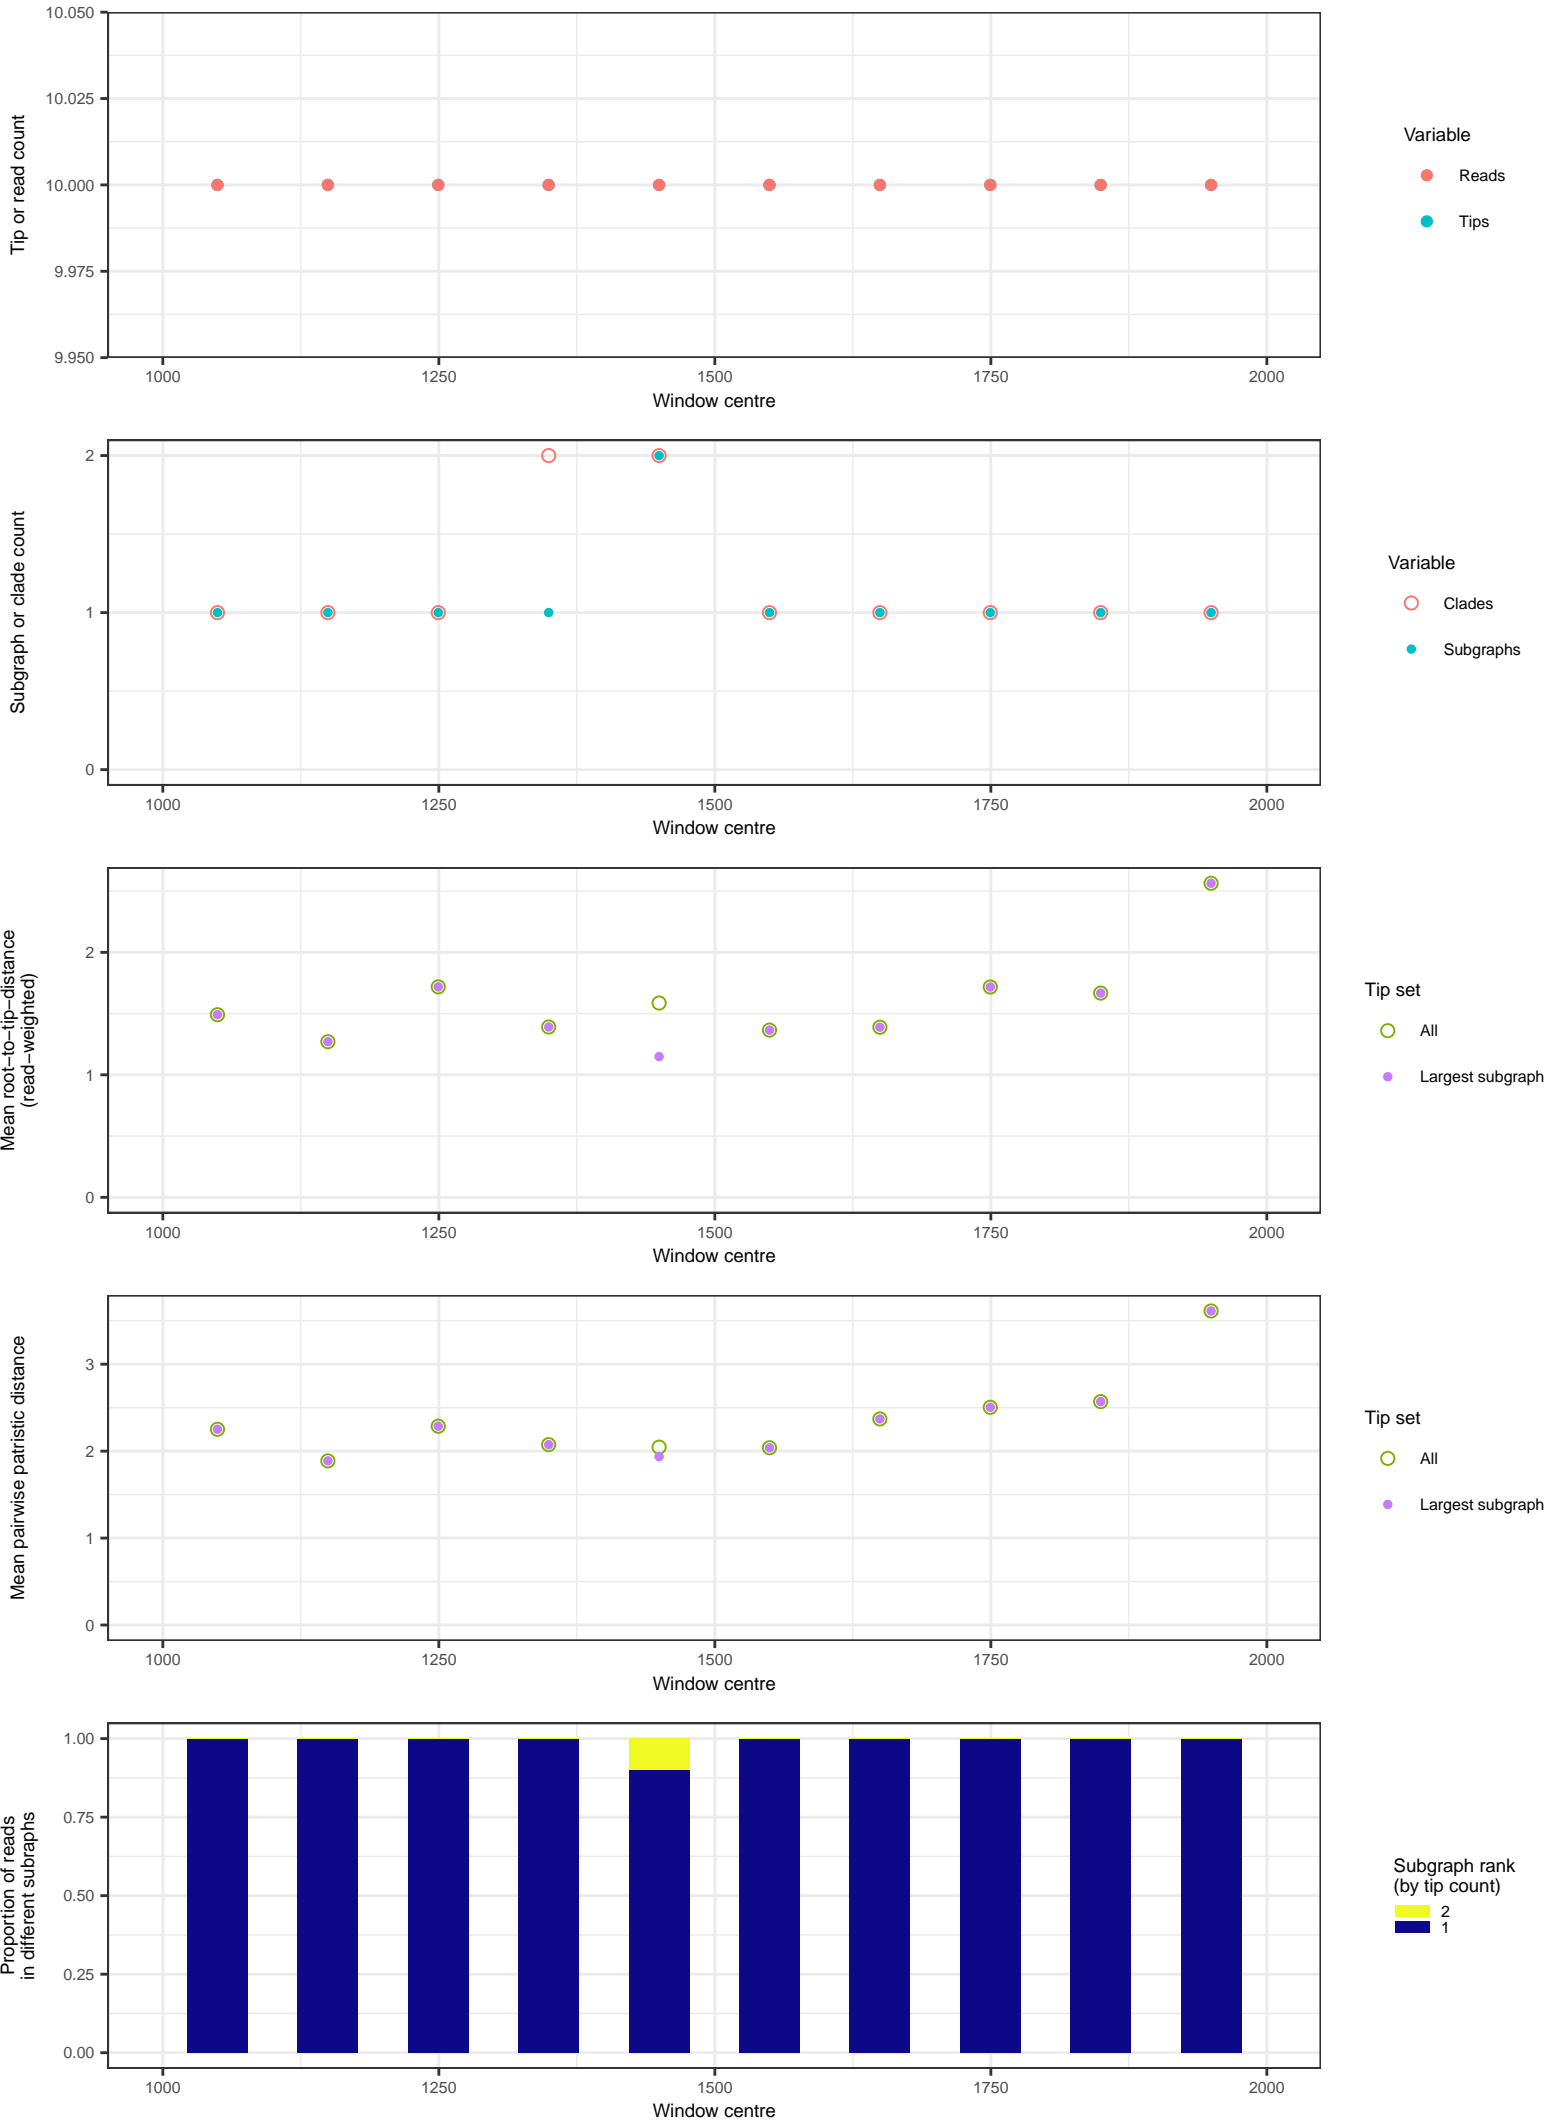 10.050
10.025
10.000
9.975
9.950
Tip or read count
1000 1250 1500 1750 2000
Window centre
Variable
Reads
Tips
2
1
0
Subgraph or clade count
1000 1250 1500 1750 2000
Window centre
Variable
Clades
Subgraphs
2
1
0
Mean root−to−tip−distance
(read−weighted)
1000 1250 1500 1750 2000
Window centre
Tip set
All
Largest subgraph
3
2
1
0
Mean pairwise patristic distance
1000 1250 1500 1750 2000
Window centre
Tip set
All
Largest subgraph
1.00
0.75
0.50
0.25
0.00
Proportion of reads
in different subraphs
1000 1250 1500 1750 2000
Window centre
Subgraph rank
(by tip count)
2
1